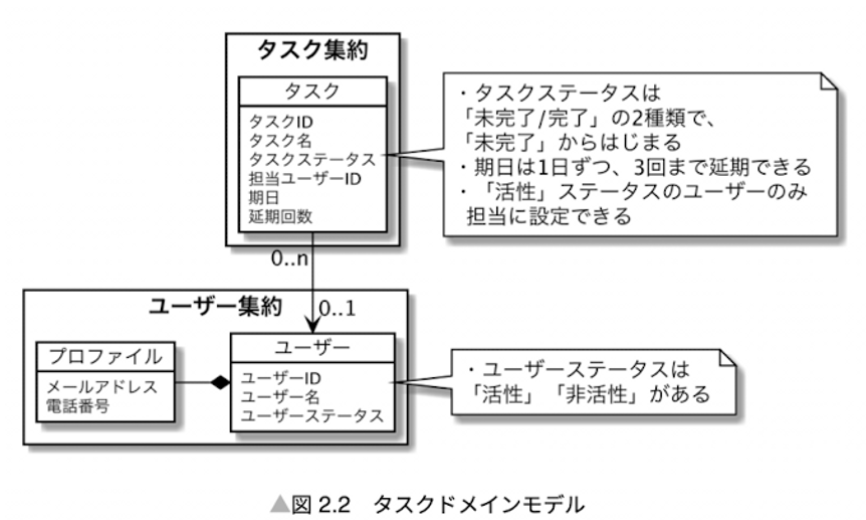 タスク集約
タスク
タスクID
タスク名
タスクステータス
担当ユーザーID
期日
延期回数
・タスクステータスは
「未完了/完了」の2種類で、
「未完了」からはじまる
・期日は1日ずつ、3回まで延期できる
・「活性」ステータスのユーザーのみ
担当に設定できる
0..n
0..1
ユーザー集約
プロファイル
メールアドレス
電話番号
ユーザー
ユーザーID
ユーザー名
ユーザーステータス
・ユーザーステータスは
「活性」「非活性」がある
▲図 2.2 タスクドメインモデル